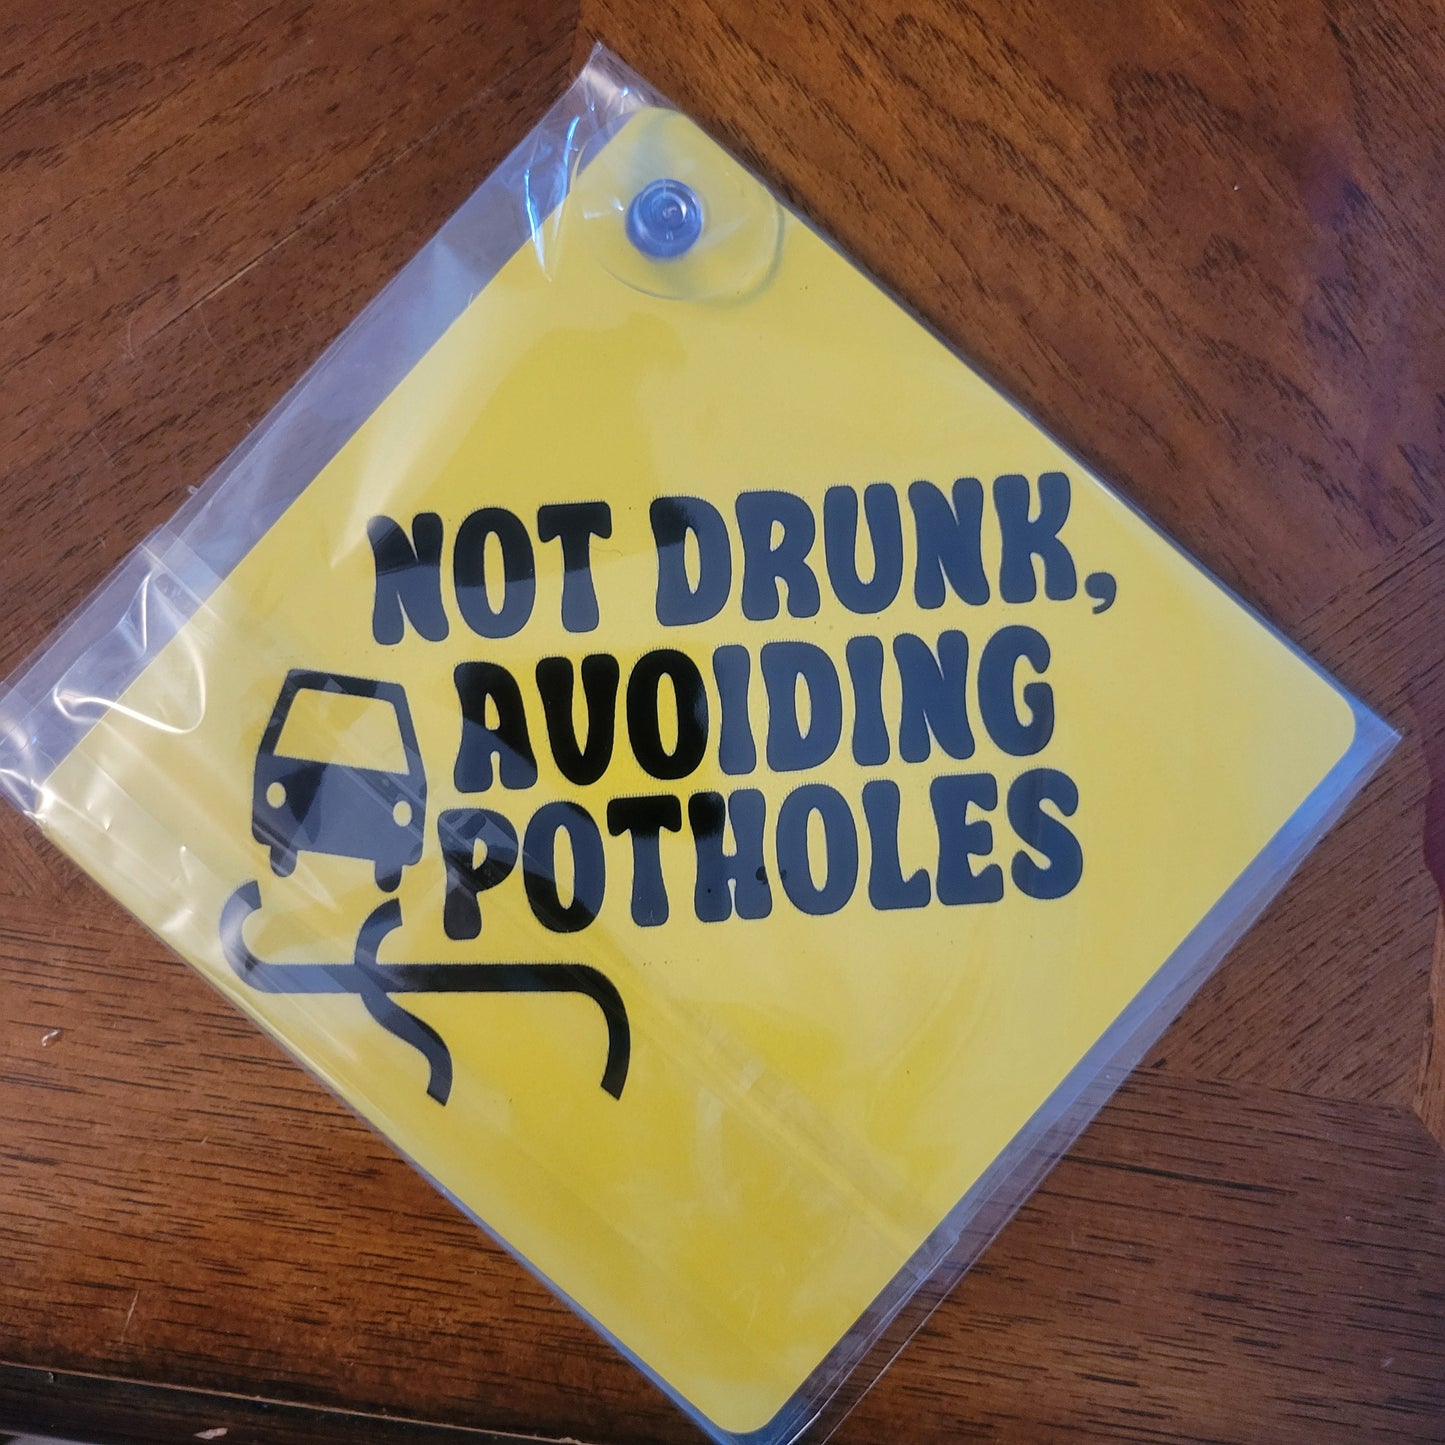 NOT DRUNK,
AVOIDING
POTHOLES